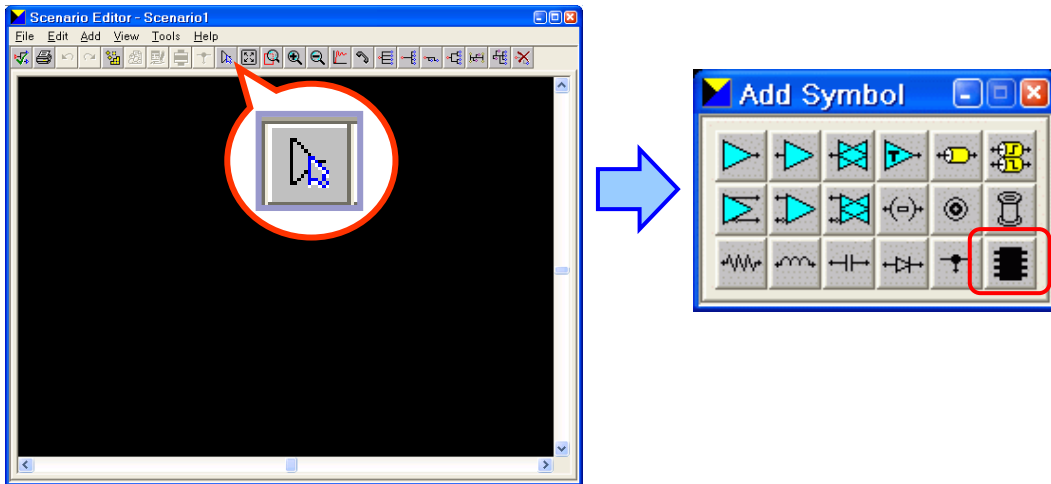 Scenario Editor - Scenario1
File Edit Add View Tools Help
Add Symbol
T